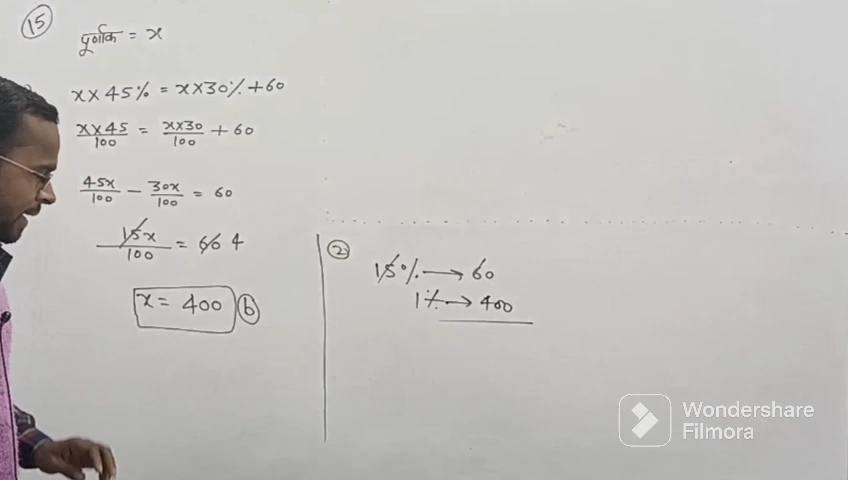 15
पूर्णांक = x
x × 45% = x×30% + 60
x × 45/100 = x×30/100 + 60
45x/100 − 30x/100 = 60
15x/100 = 60 4
x = 400 b
2
15% → 60
1% → 400
Wondershare
Filmora